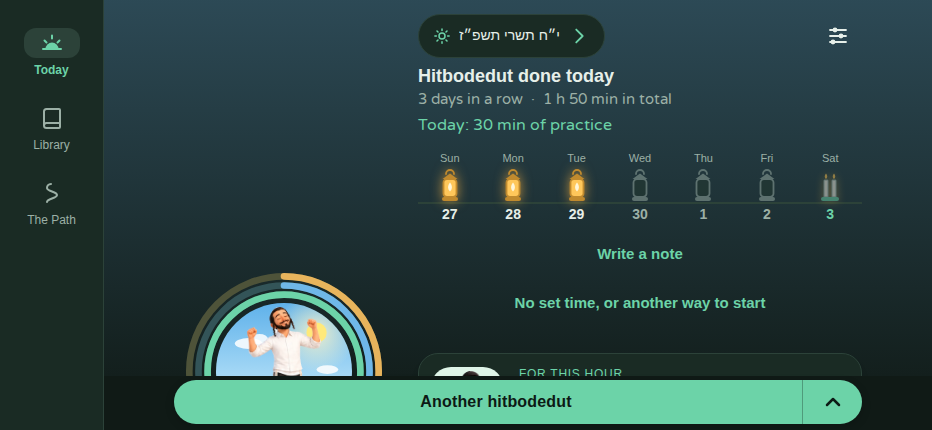 Today
Library
The Path
י״ח תשרי תשפ״ז
Hitbodedut done today
3 days in a row · 1 h 50 min in total
Today: 30 min of practice
Sun Mon Tue Wed Thu Fri Sat
27 28 29 30 1 2 3
Write a note
No set time, or another way to start
FOR THIS HOUR
Another hitbodedut